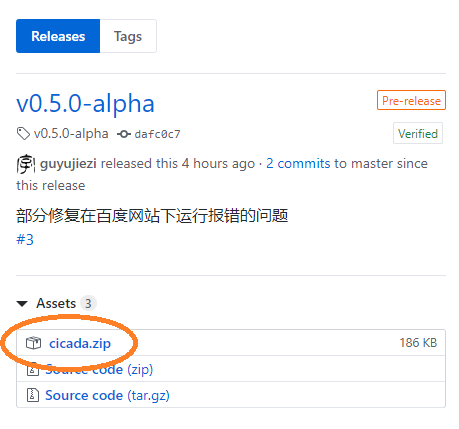 Releases Tags
v0.5.0-alpha Pre-release
v0.5.0-alpha dafc0c7 Verified
guyujiezi released this 4 hours ago · 2 commits to master since
this release
部分修复在百度网站下运行报错的问题
#3
Assets 3
cicada.zip 186 KB
Source code (zip)
Source code (tar.gz)